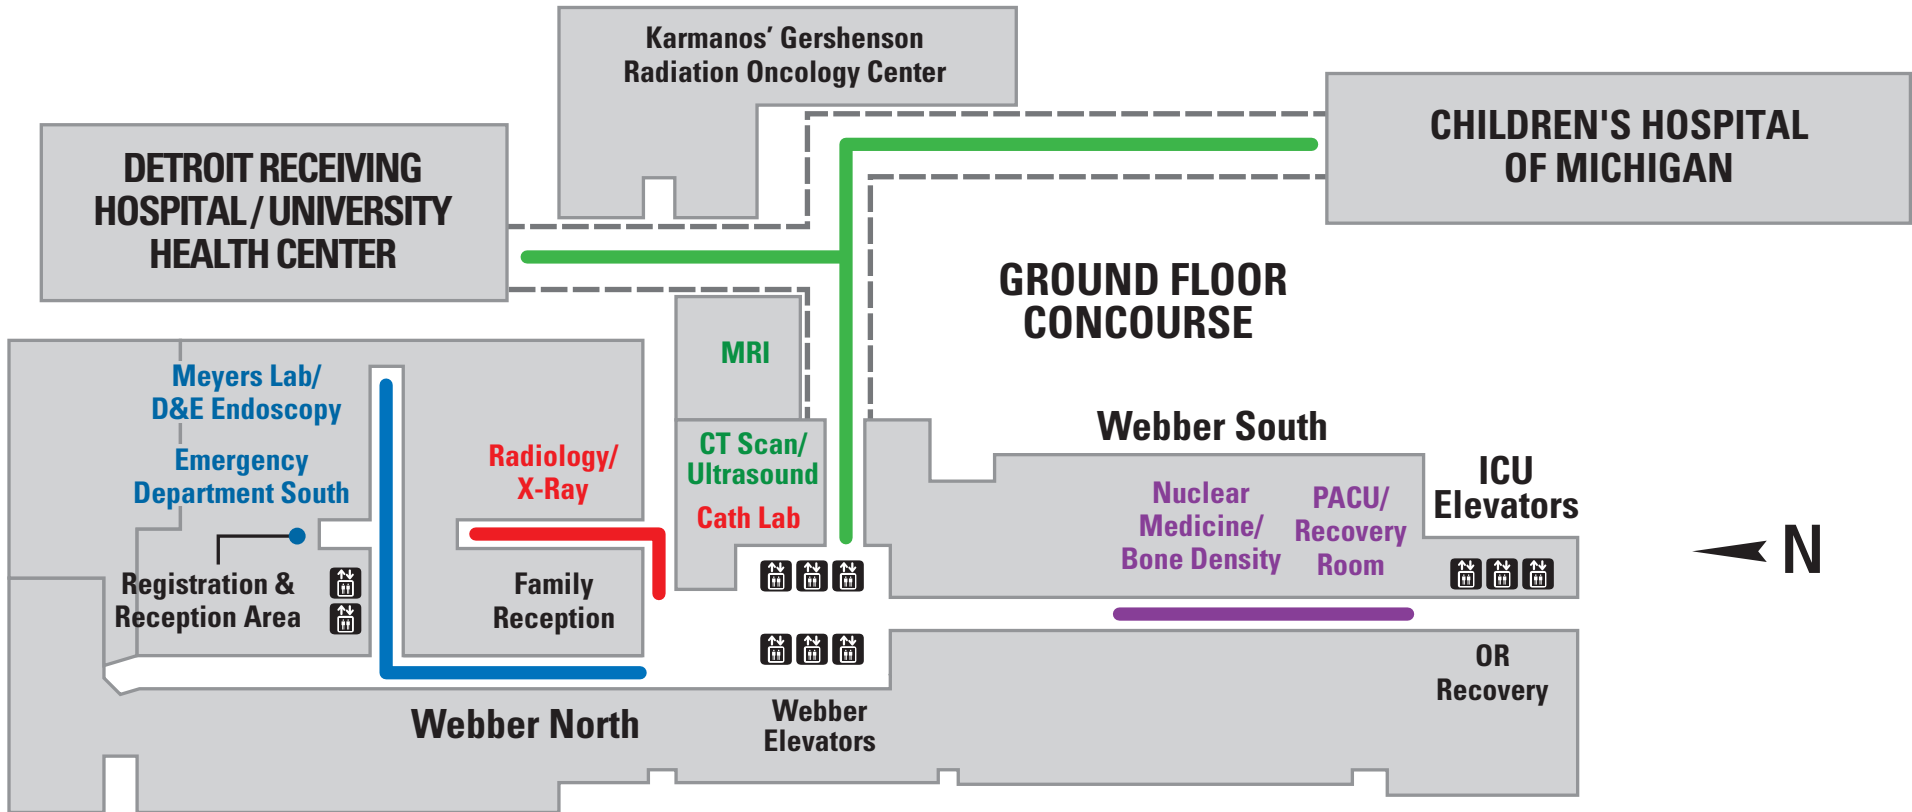 Karmanos’ Gershenson
Radiation Oncology Center
CHILDREN'S HOSPITAL
OF MICHIGAN
DETROIT RECEIVING
HOSPITAL / UNIVERSITY
HEALTH CENTER
GROUND FLOOR
CONCOURSE
MRI
Meyers Lab/
D&E Endoscopy
Emergency
Department South
Radiology/
X-Ray
CT Scan/
Ultrasound
Cath Lab
Webber South
Nuclear
Medicine/
Bone Density
PACU/
Recovery
Room
ICU
Elevators
N
Registration &
Reception Area
Family
Reception
OR
Recovery
Webber North
Webber
Elevators